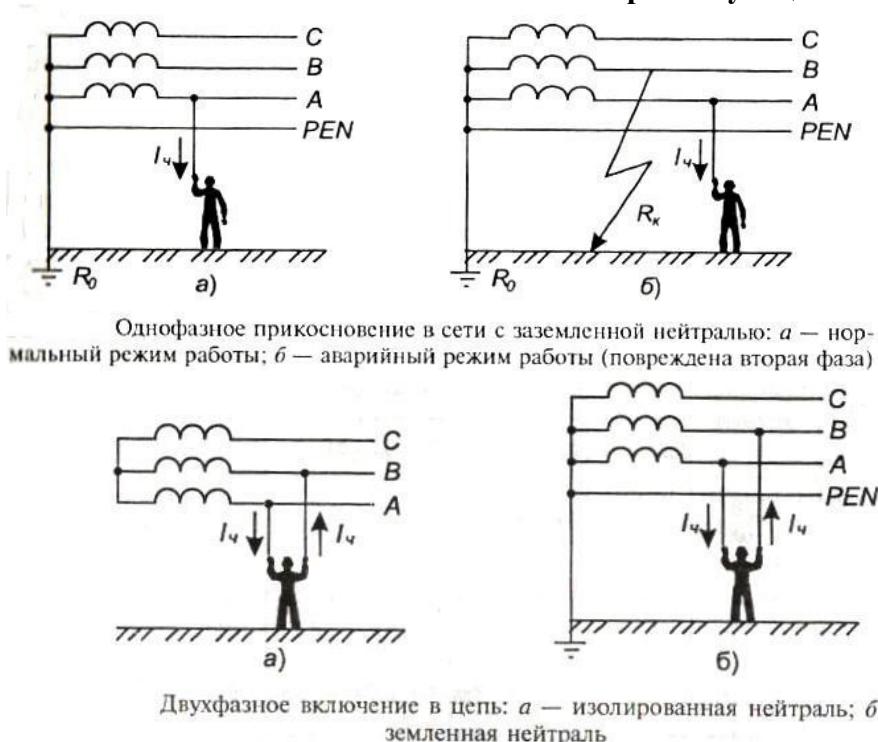 C
B
A
PEN
Iч
R₀
а)
C
B
A
PEN
Iч
Rк
R₀
б)
Однофазное прикосновение в сети с заземленной нейтралью: а — нор-
мальный режим работы; б — аварийный режим работы (повреждена вторая фаза)
C
B
A
Iч Iч
а)
C
B
A
PEN
Iч Iч
б)
Двухфазное включение в цепь: а — изолированная нейтраль; б
земленная нейтраль